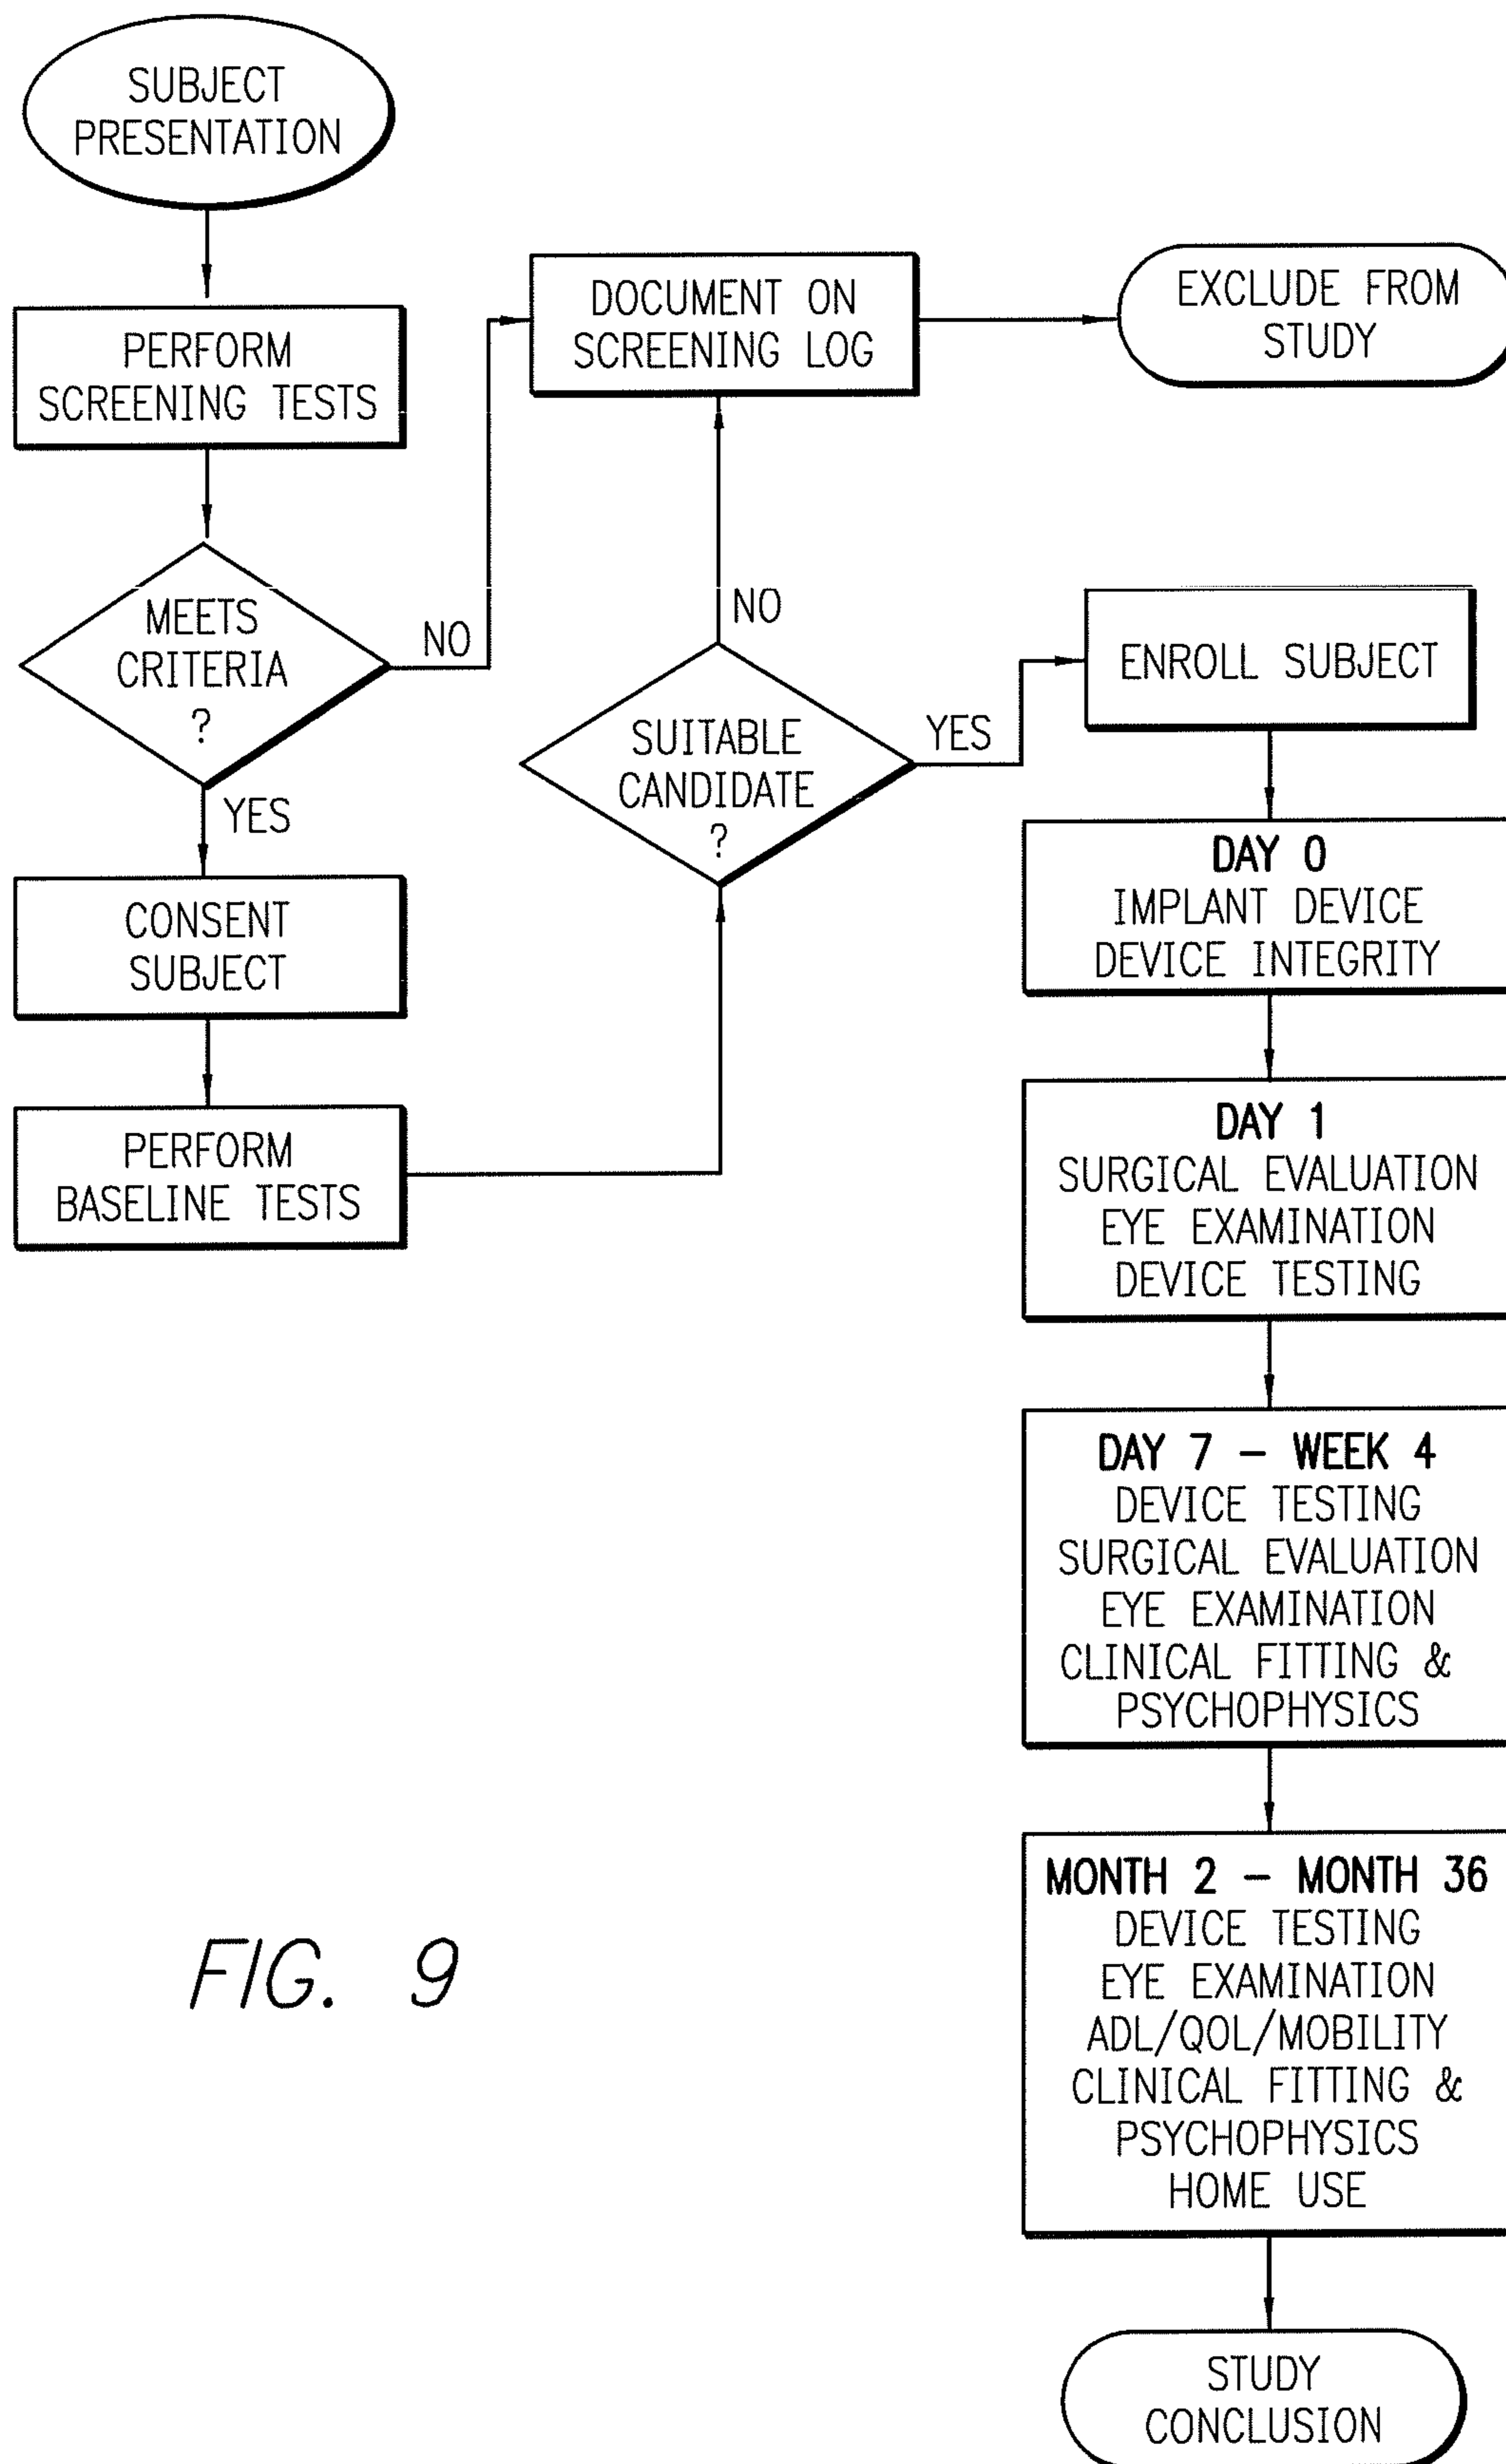 SUBJECT
PRESENTATION
PERFORM
SCREENING TESTS
MEETS
CRITERIA
?
NO
YES
CONSENT
SUBJECT
PERFORM
BASELINE TESTS
DOCUMENT ON
SCREENING LOG
EXCLUDE FROM
STUDY
NO
SUITABLE
CANDIDATE
?
YES
ENROLL SUBJECT
DAY 0
IMPLANT DEVICE
DEVICE INTEGRITY
DAY 1
SURGICAL EVALUATION
EYE EXAMINATION
DEVICE TESTING
DAY 7 – WEEK 4
DEVICE TESTING
SURGICAL EVALUATION
EYE EXAMINATION
CLINICAL FITTING &
PSYCHOPHYSICS
MONTH 2 – MONTH 36
DEVICE TESTING
EYE EXAMINATION
ADL/QOL/MOBILITY
CLINICAL FITTING &
PSYCHOPHYSICS
HOME USE
STUDY
CONCLUSION
FIG. 9